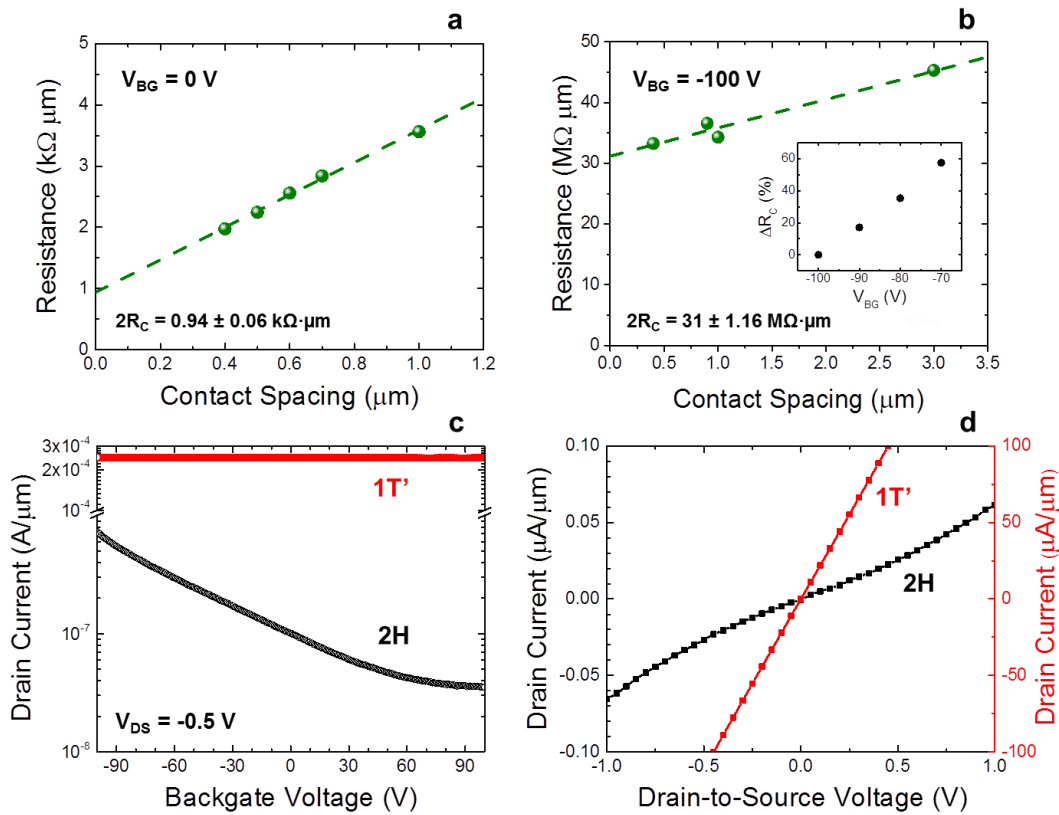 a
V_BG = 0 V
5
4
3
2
1
0
0.0 0.2 0.4 0.6 0.8 1.0 1.2
Resistance (kΩ μm)
2R_C = 0.94 ± 0.06 kΩ·μm
Contact Spacing (μm)
b
V_BG = -100 V
50
40
30
20
10
0
0.0 0.5 1.0 1.5 2.0 2.5 3.0 3.5
Resistance (MΩ μm)
60
40
20
0
-100 -90 -80 -70
ΔR_C (%)
V_BG (V)
2R_C = 31 ± 1.16 MΩ·μm
Contact Spacing (μm)
c
3x10⁻⁴
2x10⁻⁴
10⁻⁴
10⁻⁷
10⁻⁸
1T'
2H
V_DS = -0.5 V
-90 -60 -30 0 30 60 90
Drain Current (A/μm)
Backgate Voltage (V)
d
0.10
0.05
0.00
-0.05
-0.10
1T'
2H
100
50
0
-50
-100
-1.0 -0.5 0.0 0.5 1.0
Drain Current (μA/μm)
Drain Current (μA/μm)
Drain-to-Source Voltage (V)